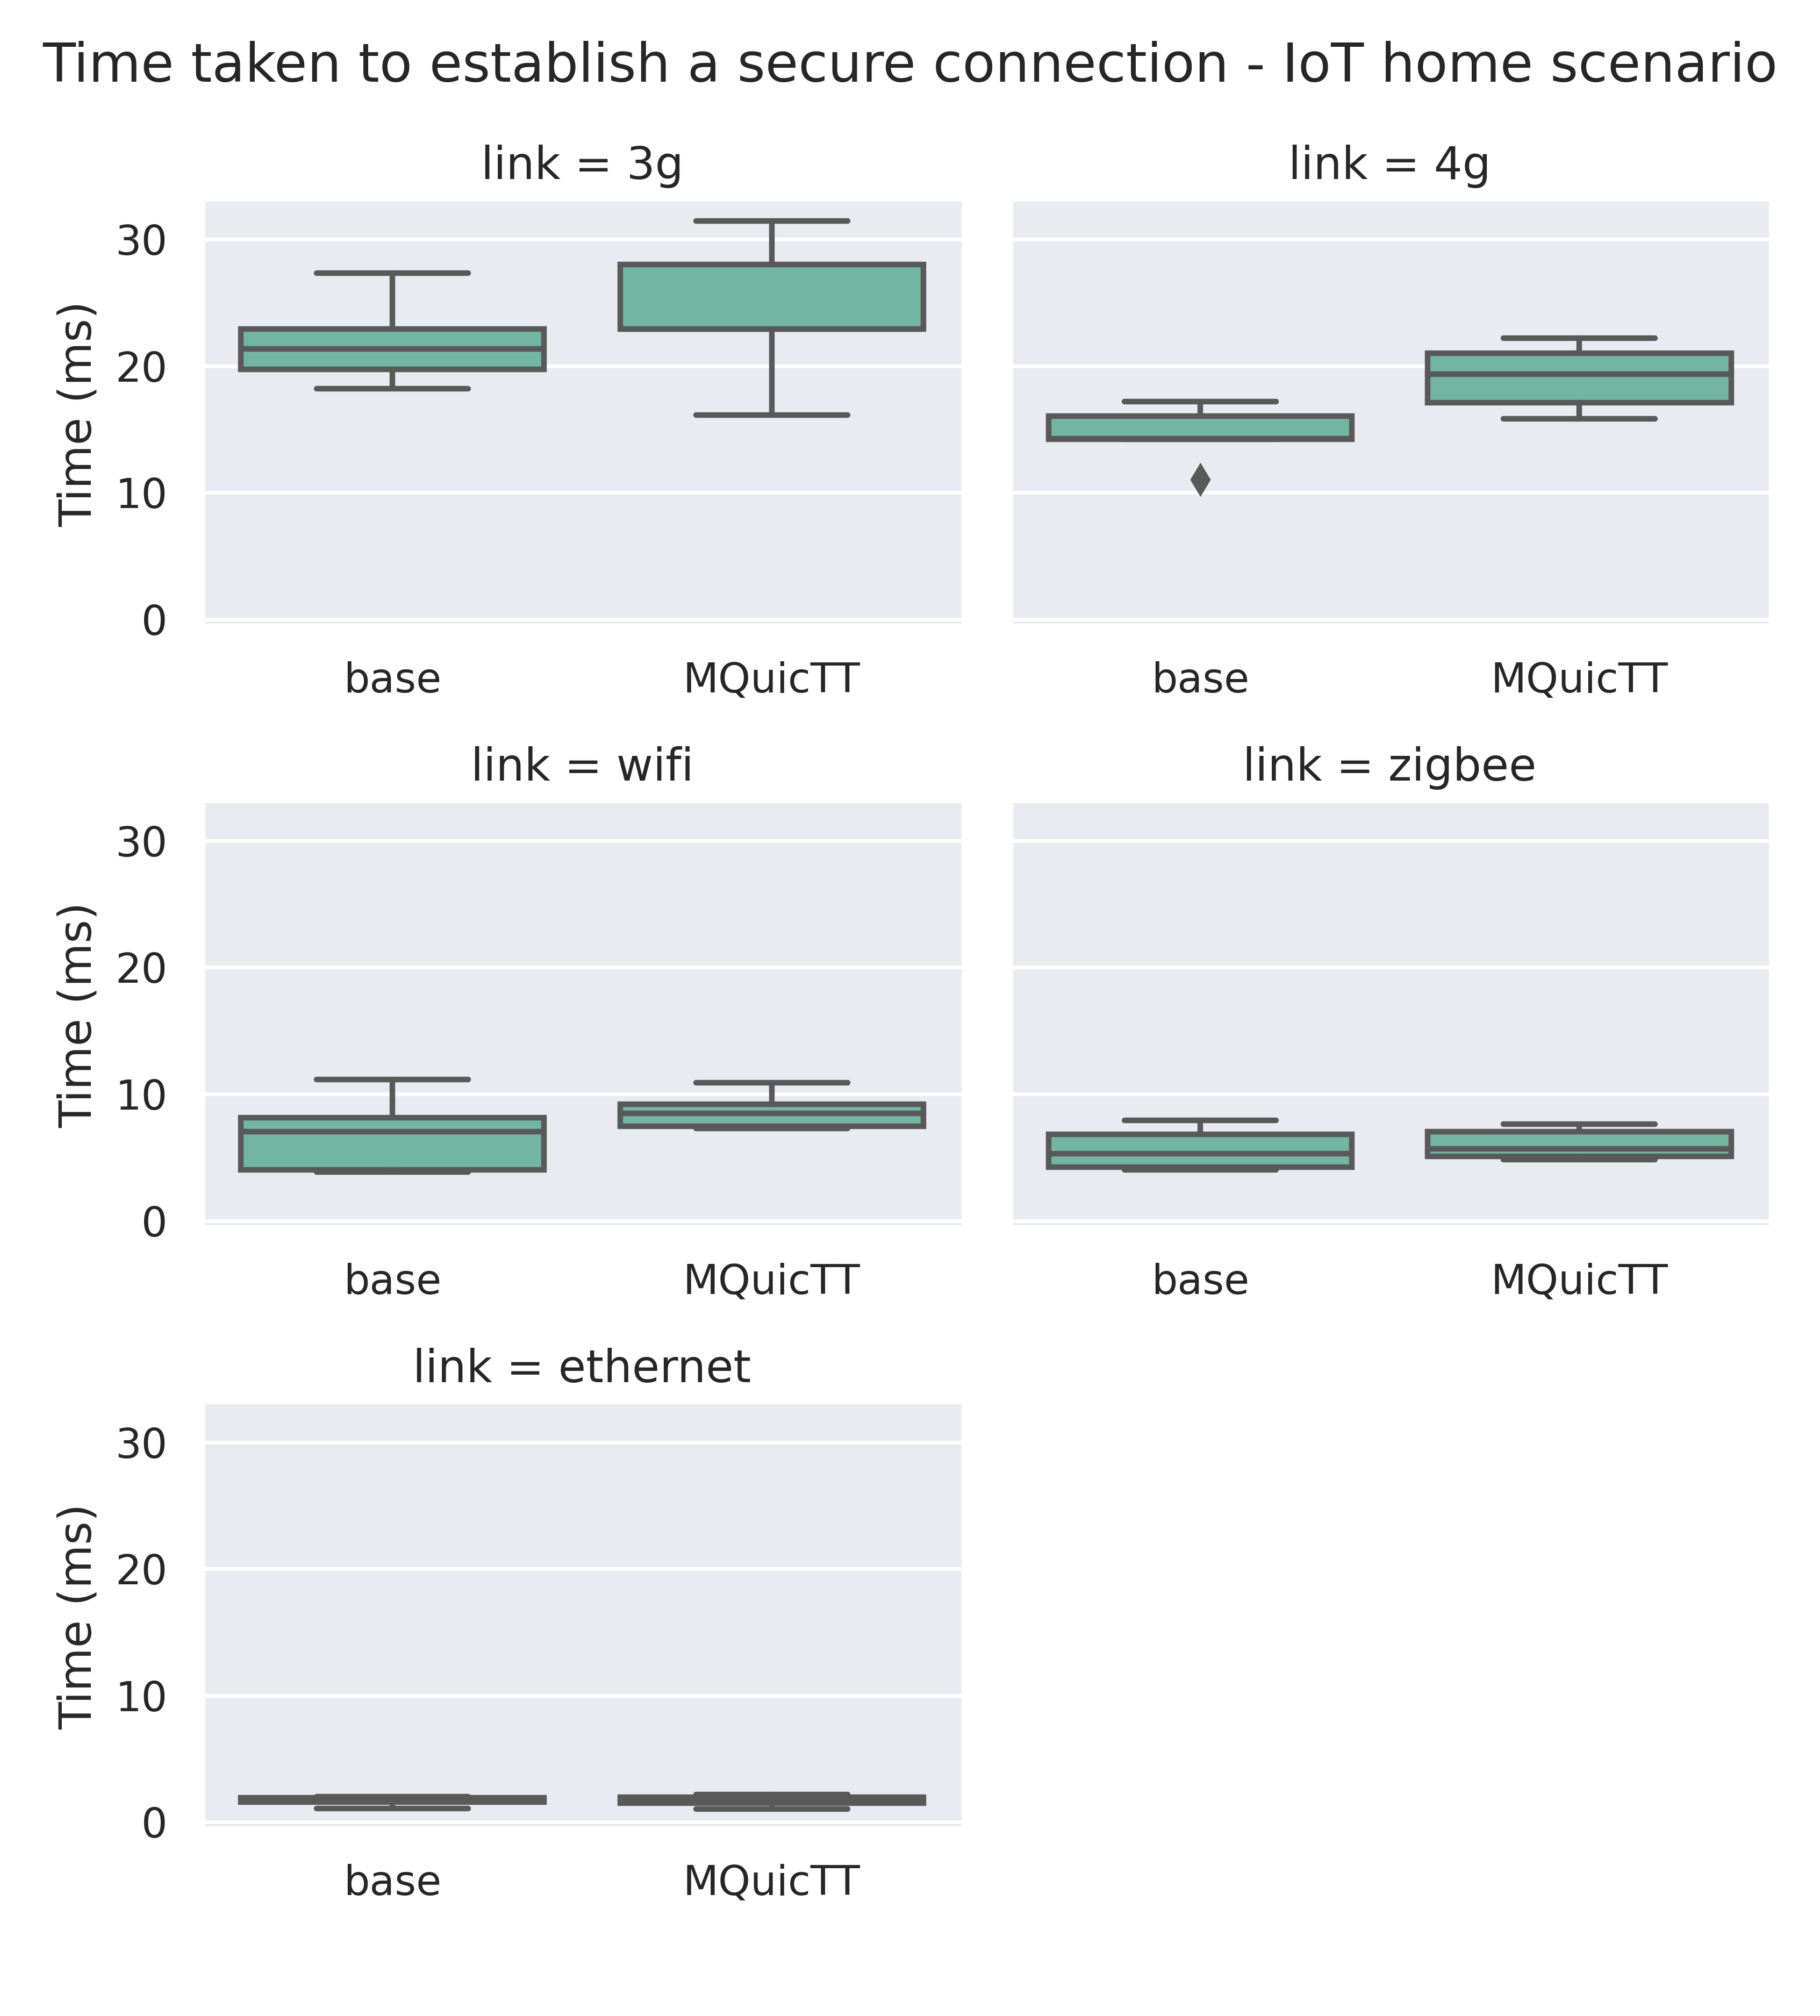 Time taken to establish a secure connection - IoT home scenario
link = 3g
link = 4g
Time (ms)
30
20
10
0
base
MQuicTT
base
MQuicTT
link = wifi
link = zigbee
Time (ms)
30
20
10
0
base
MQuicTT
base
MQuicTT
link = ethernet
Time (ms)
30
20
10
0
base
MQuicTT